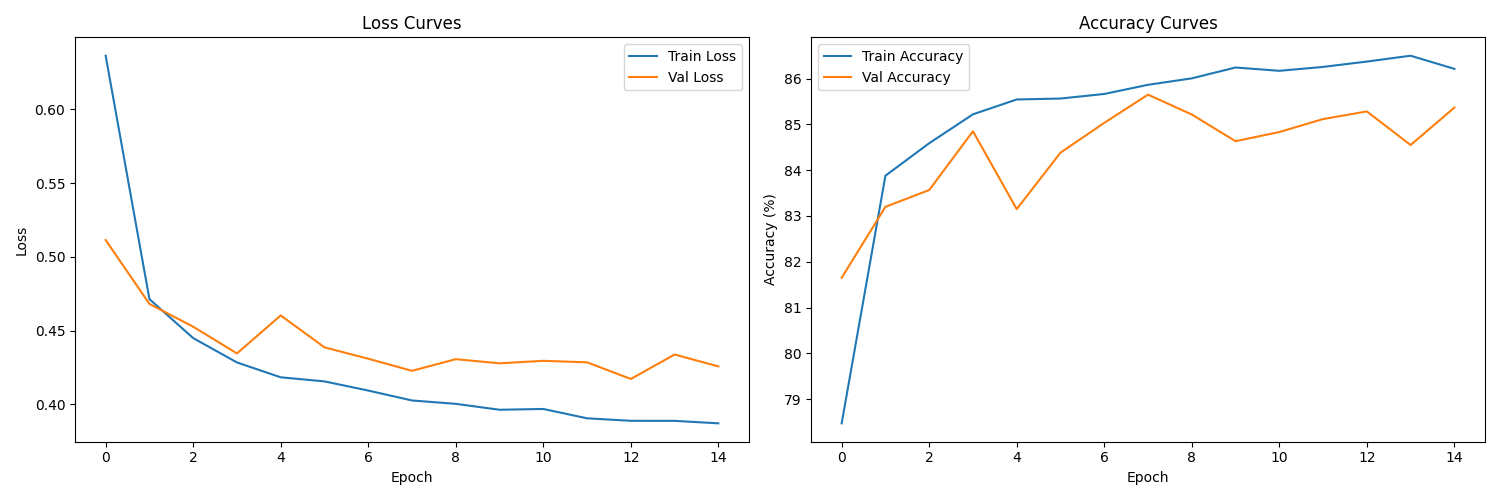 Loss Curves
Train Loss
Val Loss
0.60
0.55
0.50
0.45
0.40
Loss
0 2 4 6 8 10 12 14
Epoch
Accuracy Curves
Train Accuracy
Val Accuracy
86
85
84
83
82
81
80
79
Accuracy (%)
0 2 4 6 8 10 12 14
Epoch